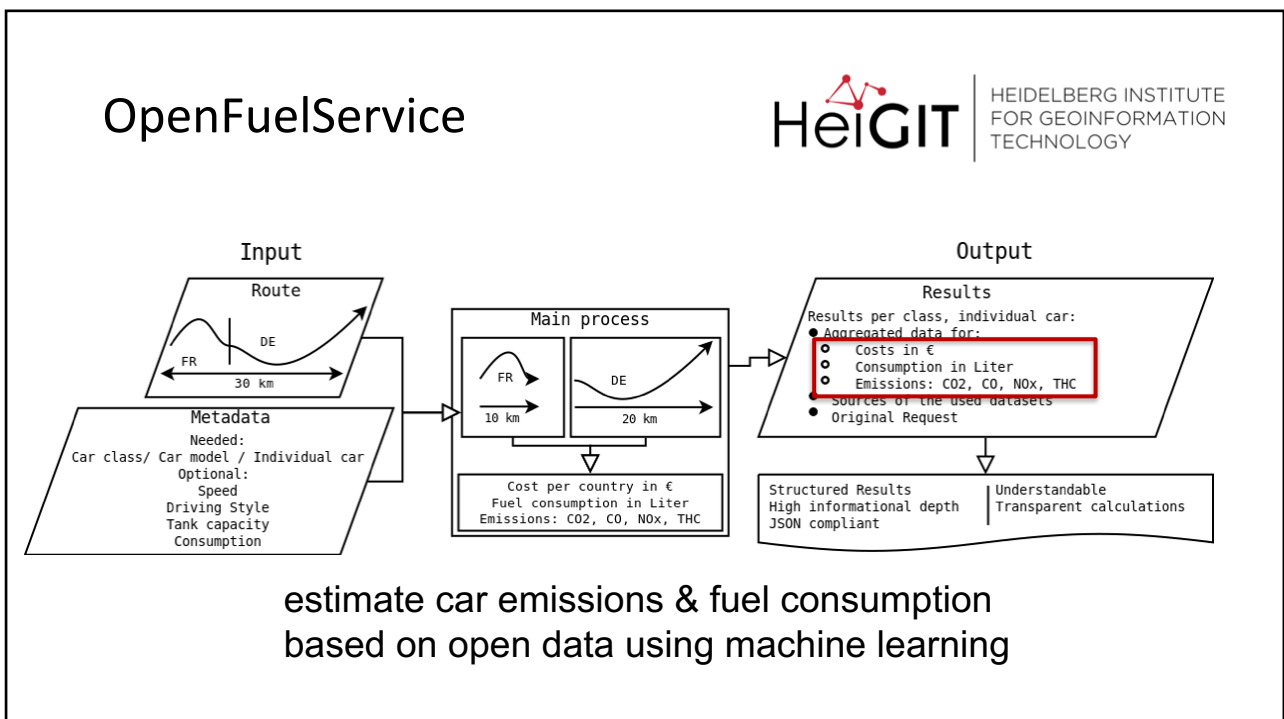 OpenFuelService
HeiGIT
HEIDELBERG INSTITUTE
FOR GEOINFORMATION
TECHNOLOGY
Input
Route
FR
DE
30 km
Metadata
Needed:
Car class/ Car model / Individual car
Optional:
Speed
Driving Style
Tank capacity
Consumption
Main process
FR
10 km
DE
20 km
Cost per country in €
Fuel consumption in Liter
Emissions: CO2, CO, NOx, THC
Output
Results
Results per class, individual car:
Aggregated data for:
Costs in €
Consumption in Liter
Emissions: CO2, CO, NOx, THC
Sources of the used datasets
Original Request
Structured Results
High informational depth
JSON compliant
Understandable
Transparent calculations
estimate car emissions & fuel consumption
based on open data using machine learning